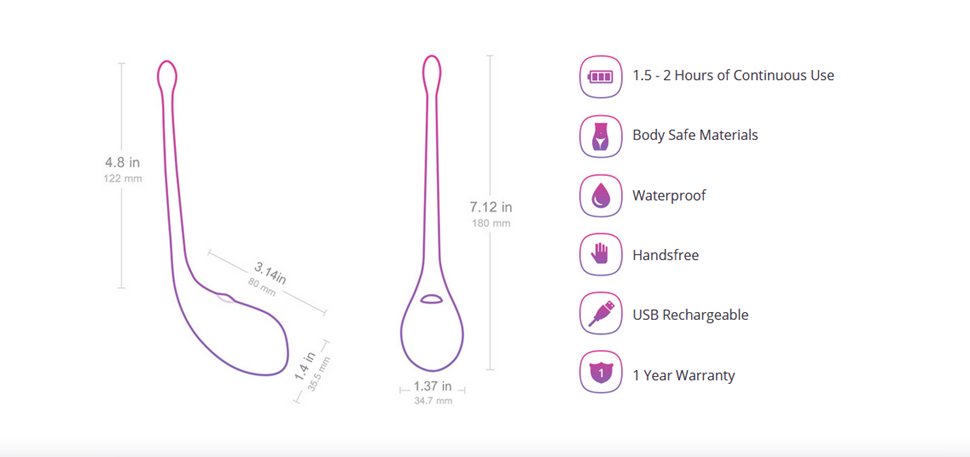 4.8 in
122 mm
3.14in
80 mm
1.4 in
35.5 mm
7.12 in
180 mm
1.37 in
34.7 mm
1.5 - 2 Hours of Continuous Use
Body Safe Materials
Waterproof
Handsfree
USB Rechargeable
1
1 Year Warranty